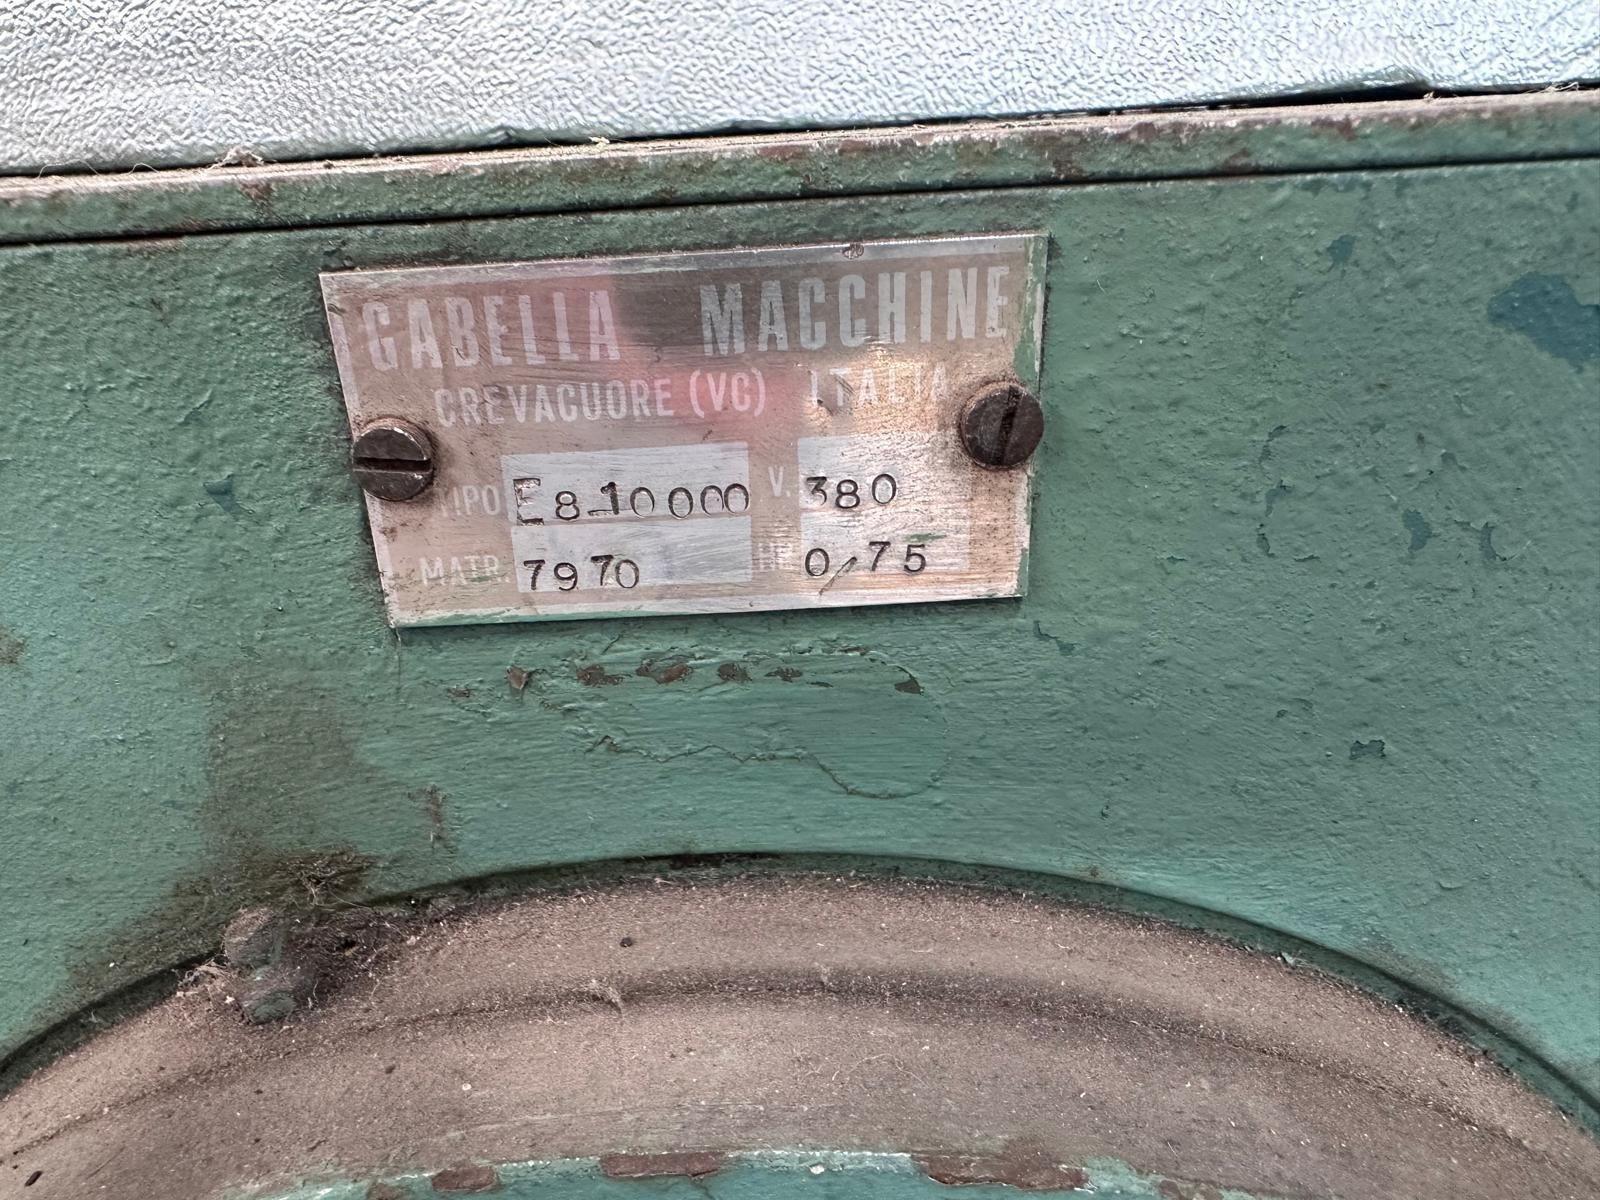 GABELLA MACCHINE
CREVACUORE (VC) ITALIA
TIPO E8-10000 V. 380
MATR. 7970 HP 0,75